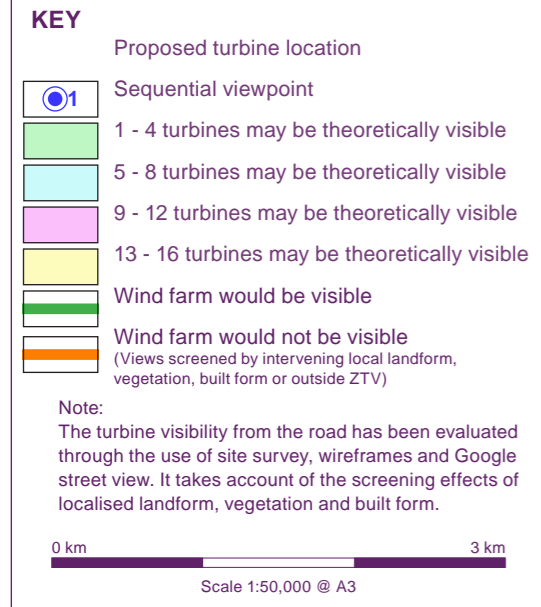 KEY
Proposed turbine location
1 Sequential viewpoint
1 - 4 turbines may be theoretically visible
5 - 8 turbines may be theoretically visible
9 - 12 turbines may be theoretically visible
13 - 16 turbines may be theoretically visible
Wind farm would be visible
Wind farm would not be visible
(Views screened by intervening local landform,
vegetation, built form or outside ZTV)
Note:
The turbine visibility from the road has been evaluated
through the use of site survey, wireframes and Google
street view. It takes account of the screening effects of
localised landform, vegetation and built form.
0 km 3 km
Scale 1:50,000 @ A3